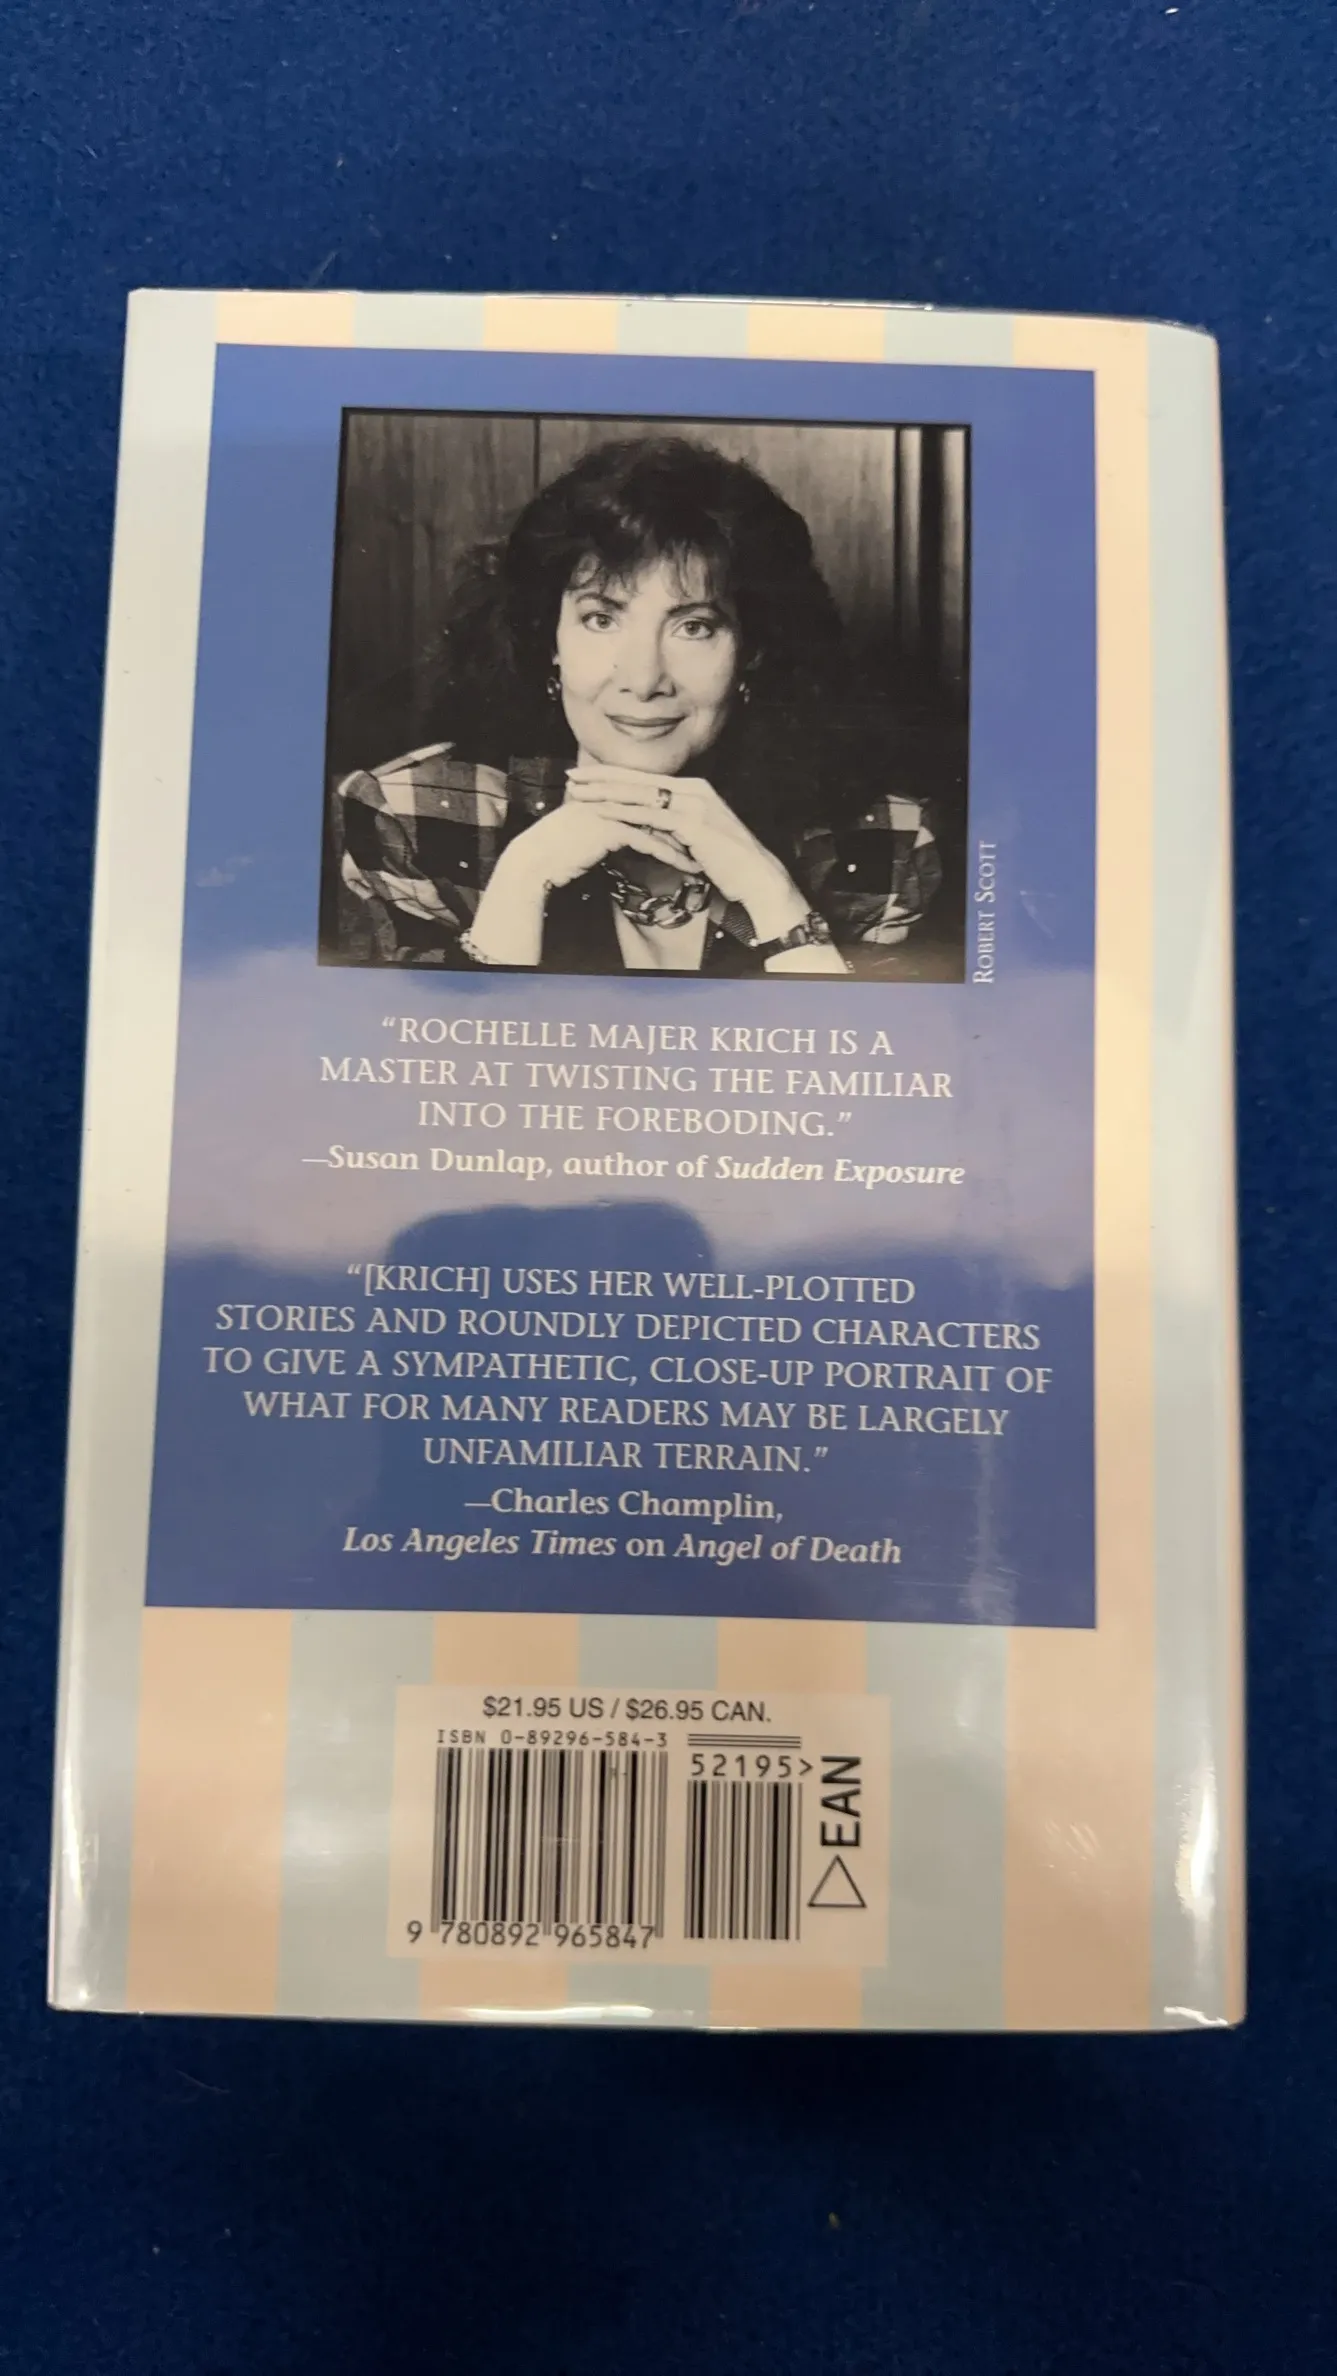 ROBERT SCOTT
“ROCHELLE MAJER KRICH IS A
MASTER AT TWISTING THE FAMILIAR
INTO THE FOREBODING.”
—Susan Dunlap, author of Sudden Exposure
“[KRICH] USES HER WELL-PLOTTED
STORIES AND ROUNDLY DEPICTED CHARACTERS
TO GIVE A SYMPATHETIC, CLOSE-UP PORTRAIT OF
WHAT FOR MANY READERS MAY BE LARGELY
UNFAMILIAR TERRAIN.”
—Charles Champlin,
Los Angeles Times on Angel of Death
$21.95 US / $26.95 CAN.
ISBN 0-89296-584-3
52195>
EAN
9 780892 965847